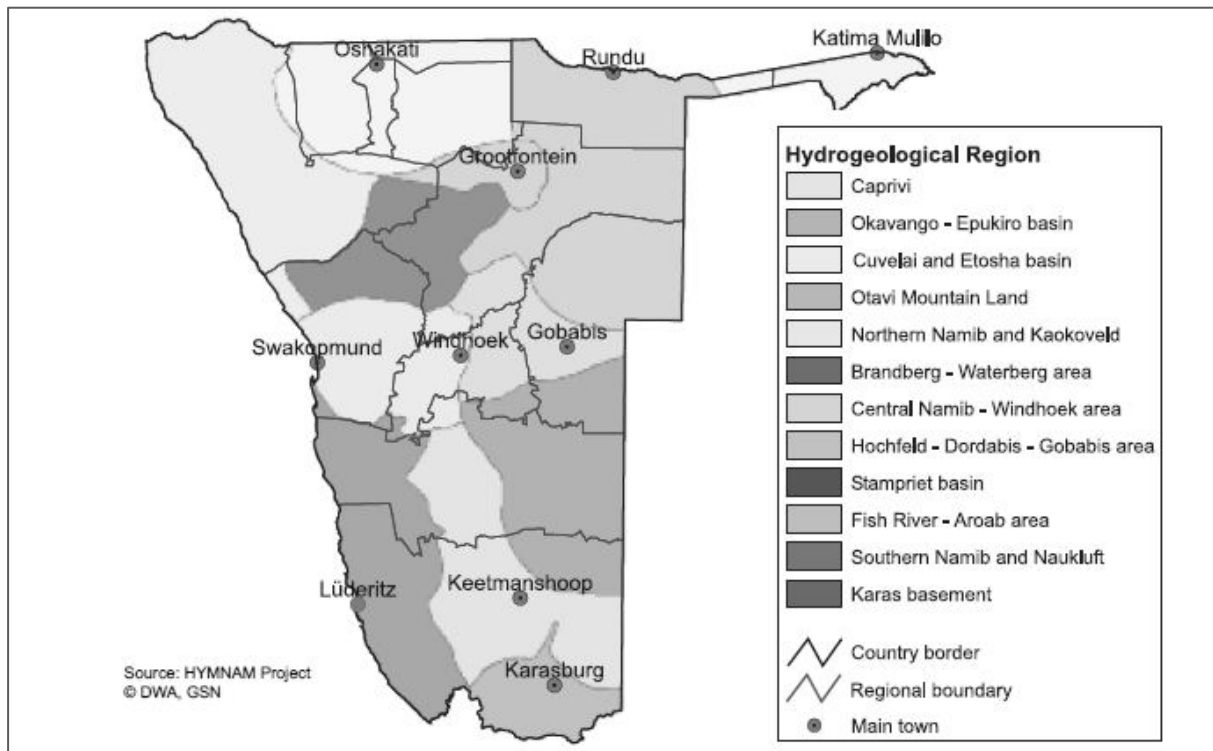 Oshakati
Rundu
Katima Mulilo
Grootfontein
Swakopmund
Windhoek
Gobabis
Lüderitz
Keetmanshoop
Karasburg
Source: HYMNAM Project
© DWA, GSN
Hydrogeological Region
Caprivi
Okavango - Epukiro basin
Cuvelai and Etosha basin
Otavi Mountain Land
Northern Namib and Kaokoveld
Brandberg - Waterberg area
Central Namib - Windhoek area
Hochfeld - Dordabis - Gobabis area
Stampriet basin
Fish River - Aroab area
Southern Namib and Naukluft
Karas basement
Country border
Regional boundary
Main town